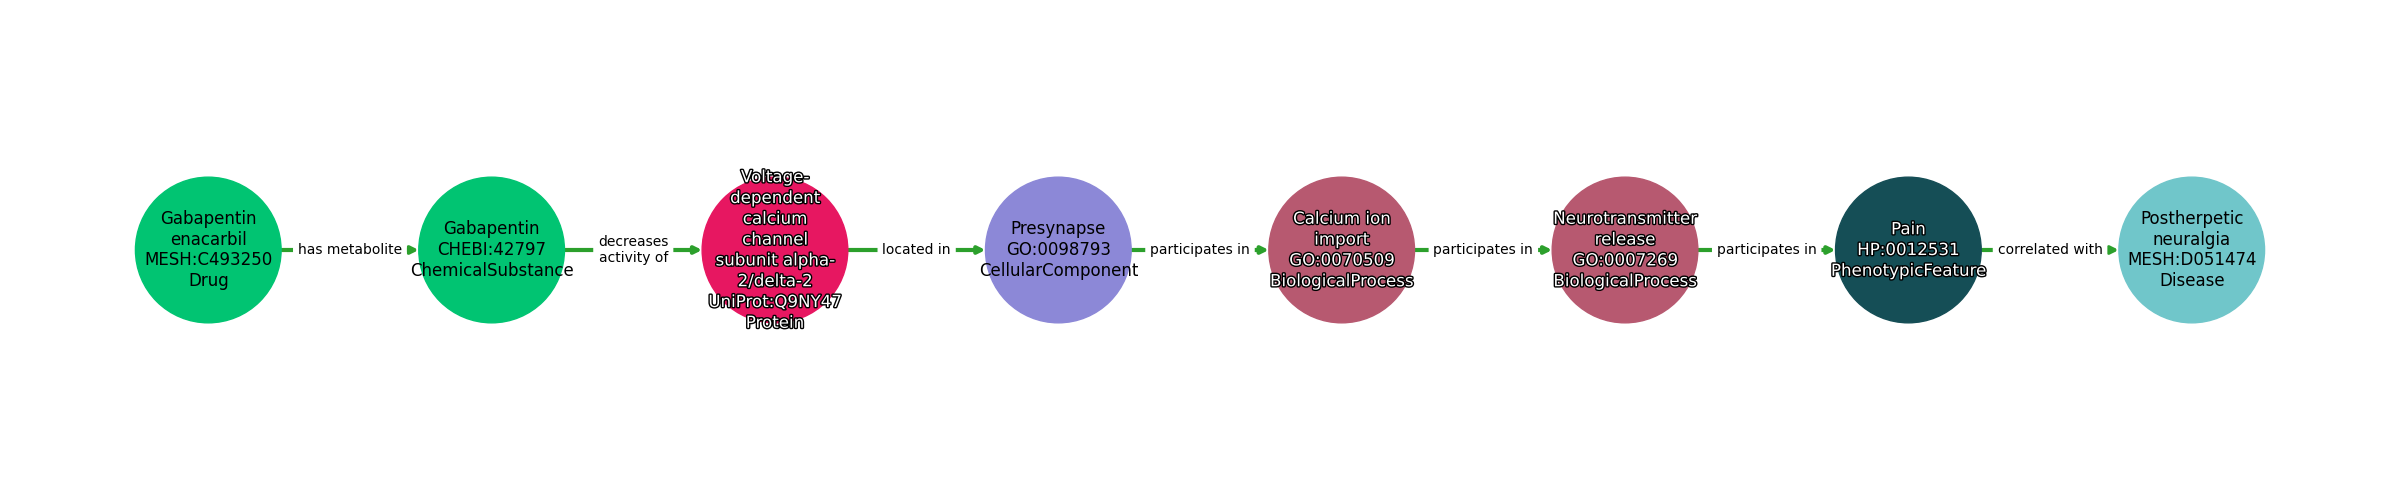 Gabapentin
enacarbil
MESH:C493250
Drug
has metabolite
Gabapentin
CHEBI:42797
ChemicalSubstance
decreases
activity of
Voltage-
dependent
calcium
channel
subunit alpha-
2/delta-2
UniProt:Q9NY47
Protein
located in
Presynapse
GO:0098793
CellularComponent
participates in
Calcium ion
import
GO:0070509
BiologicalProcess
participates in
Neurotransmitter
release
GO:0007269
BiologicalProcess
participates in
Pain
HP:0012531
PhenotypicFeature
correlated with
Postherpetic
neuralgia
MESH:D051474
Disease